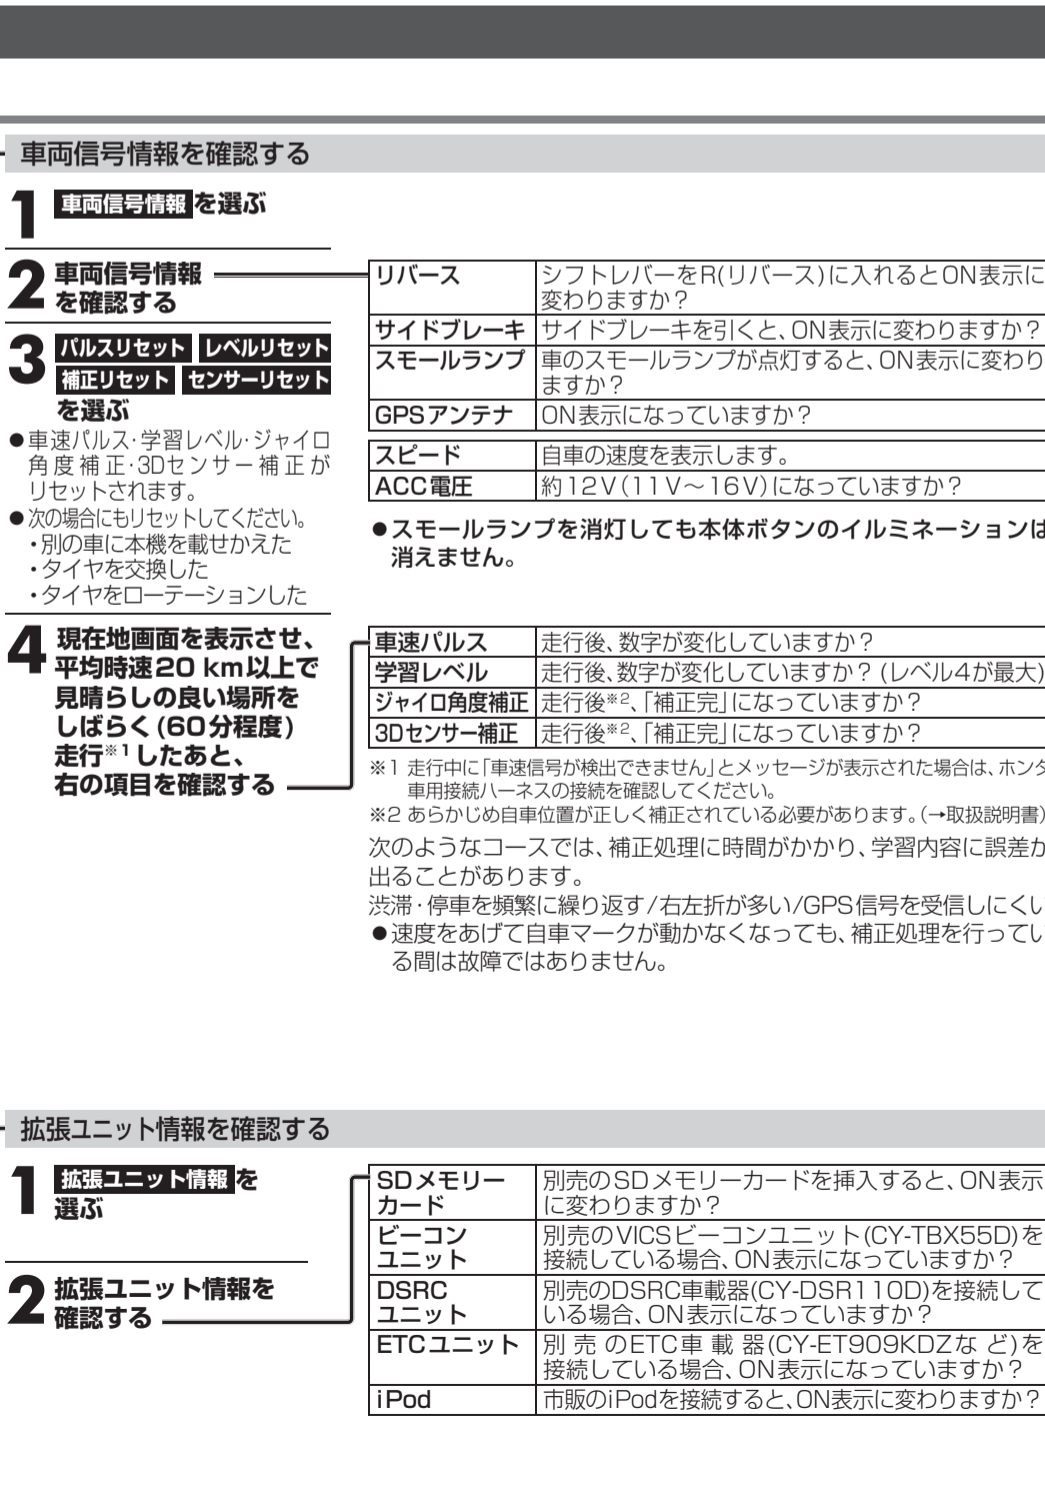 車両信号情報を確認する
1 車両信号情報 を選ぶ
2 車両信号情報
を確認する
リバース シフトレバーをR(リバース)に入れるとON表示に
変わりますか？
サイドブレーキ サイドブレーキを引くと、ON表示に変わりますか？
スモールランプ 車のスモールランプが点灯すると、ON表示に変わり
ますか？
GPSアンテナ ON表示になっていますか？
スピード 自車の速度を表示します。
ACC電圧 約12V(11V～16V)になっていますか？
●スモールランプを消灯しても本体ボタンのイルミネーションは
消えません。
3 パルスリセット レベルリセット
補正リセット センサーリセット
を選ぶ
●車速パルス・学習レベル・ジャイロ
角度補正・3Dセンサー補正が
リセットされます。
●次の場合にもリセットしてください。
・別の車に本機を載せかえた
・タイヤを交換した
・タイヤをローテーションした
4 現在地画面を表示させ、
平均時速20 km以上で
見晴らしの良い場所を
しばらく(60分程度)
走行※1したあと、
右の項目を確認する
車速パルス 走行後、数字が変化していますか？
学習レベル 走行後、数字が変化していますか？(レベル4が最大)
ジャイロ角度補正 走行後※2、「補正完」になっていますか？
3Dセンサー補正 走行後※2、「補正完」になっていますか？
※1 走行中に「車速信号が検出できません」とメッセージが表示された場合は、ホンダ
車用接続ハーネスの接続を確認してください。
※2 あらかじめ自車位置が正しく補正されている必要があります。(→取扱説明書)
次のようなコースでは、補正処理に時間がかかり、学習内容に誤差が
出ることがあります。
渋滞・停車を頻繁に繰り返す/右左折が多い/GPS信号を受信しにくい
●速度をあげて自車マークが動かなくなっても、補正処理を行ってい
る間は故障ではありません。
拡張ユニット情報を確認する
1 拡張ユニット情報 を
選ぶ
2 拡張ユニット情報を
確認する
SDメモリー
カード
別売のSDメモリーカードを挿入すると、ON表示
に変わりますか？
ビーコン
ユニット
別売のVICSビーコンユニット(CY-TBX55D)を
接続している場合、ON表示になっていますか？
DSRC
ユニット
別売のDSRC車載器(CY-DSR110D)を接続して
いる場合、ON表示になっていますか？
ETCユニット 別売のETC車載器(CY-ET909KDZなど)を
接続している場合、ON表示になっていますか？
iPod 市販のiPodを接続すると、ON表示に変わりますか？